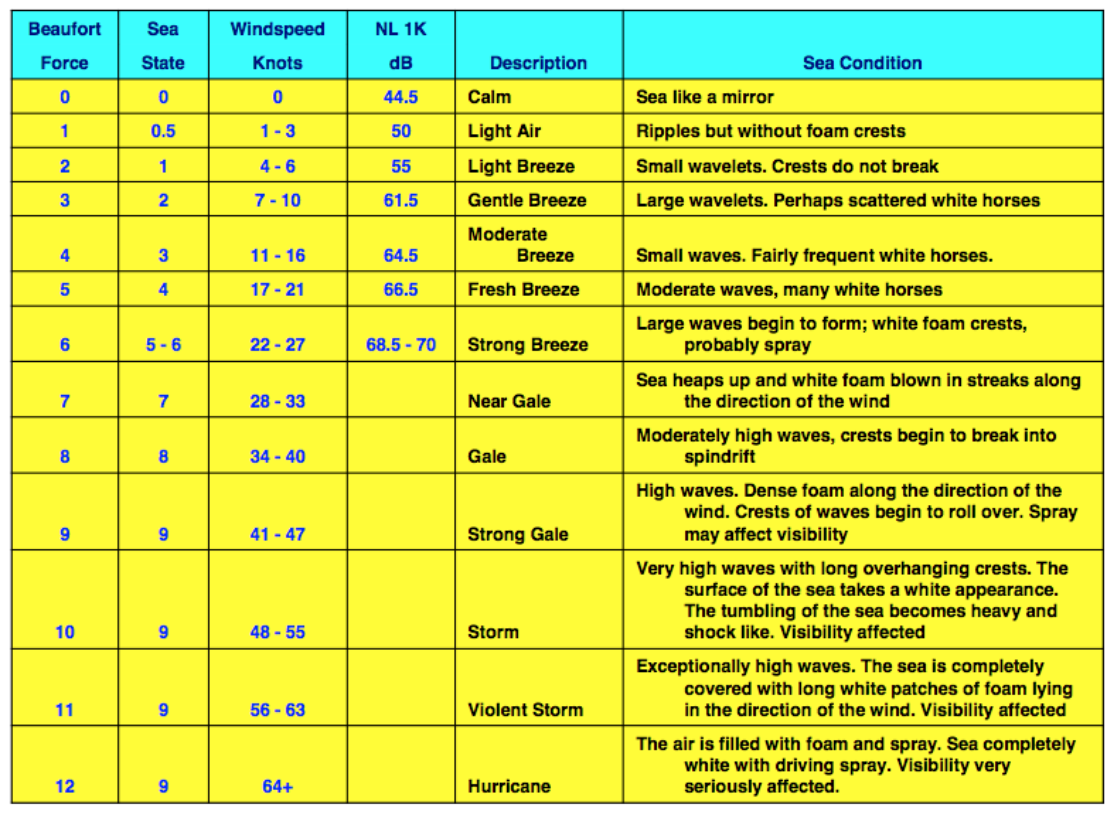 Beaufort Sea Windspeed NL 1K
Force State Knots dB Description Sea Condition
0 0 0 44.5 Calm Sea like a mirror
1 0.5 1 - 3 50 Light Air Ripples but without foam crests
2 1 4 - 6 55 Light Breeze Small wavelets. Crests do not break
3 2 7 - 10 61.5 Gentle Breeze Large wavelets. Perhaps scattered white horses
Moderate
4 3 11 - 16 64.5 Breeze Small waves. Fairly frequent white horses.
5 4 17 - 21 66.5 Fresh Breeze Moderate waves, many white horses
Large waves begin to form; white foam crests,
6 5 - 6 22 - 27 68.5 - 70 Strong Breeze probably spray
Sea heaps up and white foam blown in streaks along
7 7 28 - 33 Near Gale the direction of the wind
Moderately high waves, crests begin to break into
8 8 34 - 40 Gale spindrift
High waves. Dense foam along the direction of the
wind. Crests of waves begin to roll over. Spray
9 9 41 - 47 Strong Gale may affect visibility
Very high waves with long overhanging crests. The
surface of the sea takes a white appearance.
The tumbling of the sea becomes heavy and
10 9 48 - 55 Storm shock like. Visibility affected
Exceptionally high waves. The sea is completely
covered with long white patches of foam lying
11 9 56 - 63 Violent Storm in the direction of the wind. Visibility affected
The air is filled with foam and spray. Sea completely
white with driving spray. Visibility very
12 9 64+ Hurricane seriously affected.